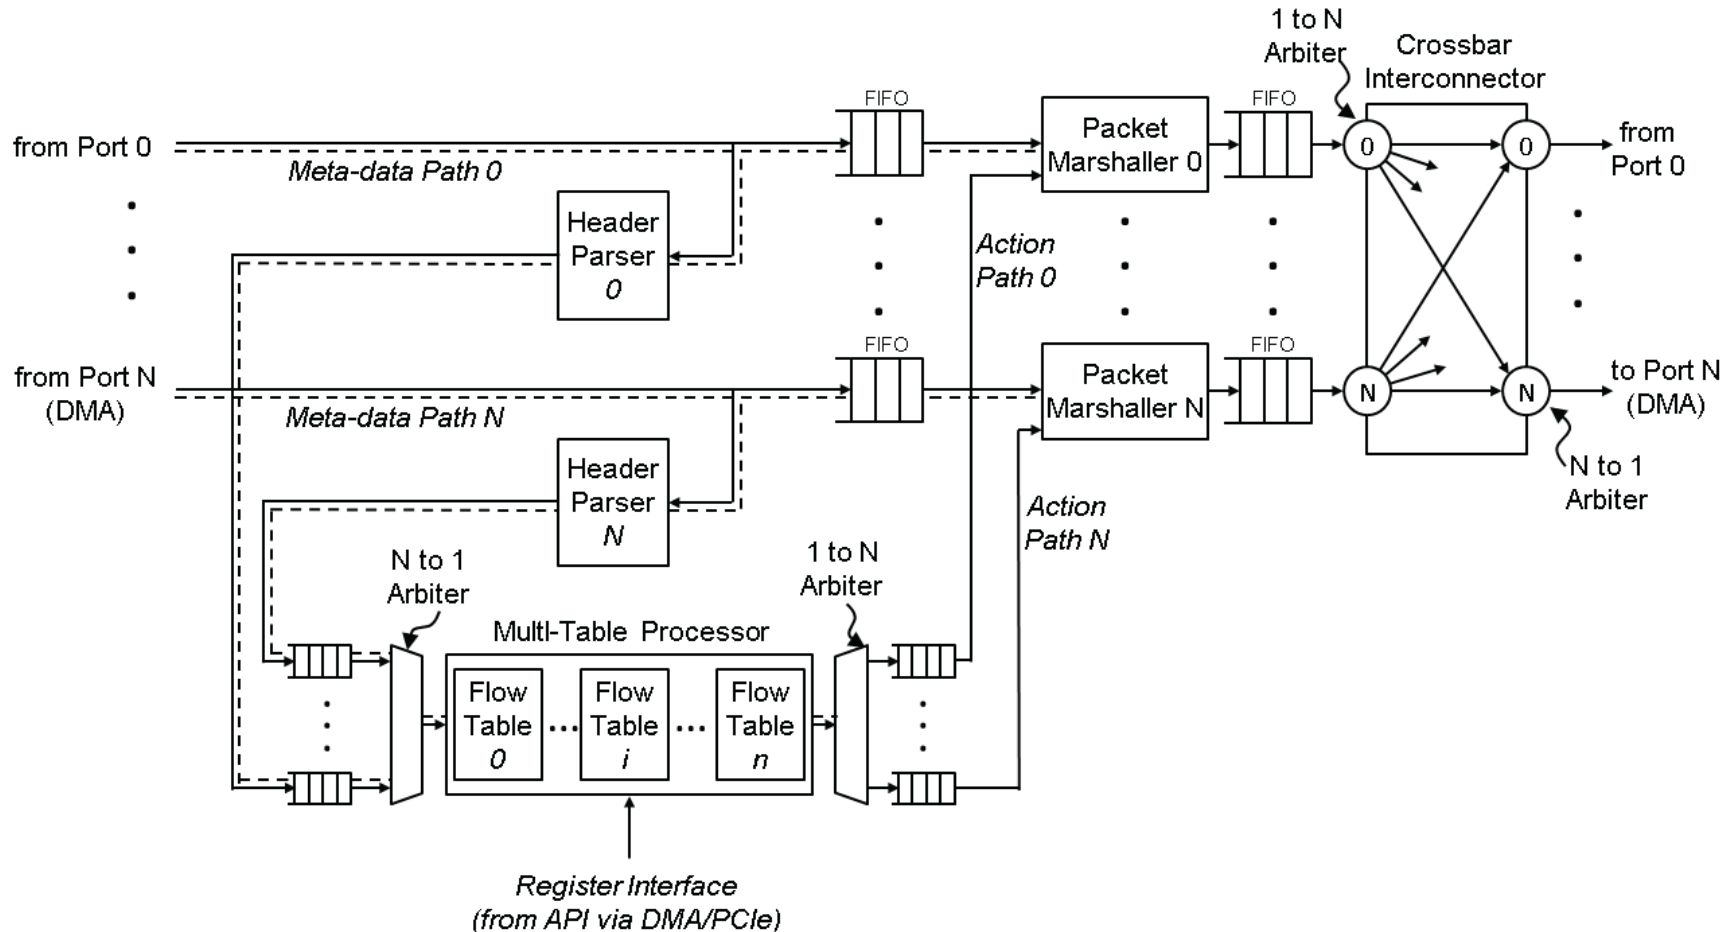 1 to N
Arbiter
Crossbar
Interconnector
FIFO
FIFO
from Port 0
Meta-data Path 0
Packet
Marshaller 0
0
0
from
Port 0
Header
Parser
0
Action
Path 0
FIFO
FIFO
from Port N
(DMA)
Meta-data Path N
Packet
Marshaller N
N
N
to Port N
(DMA)
Header
Parser
N
N to 1
Arbiter
Action
Path N
N to 1
Arbiter
1 to N
Arbiter
MultI-Table Processor
Flow
Table
0
Flow
Table
i
Flow
Table
n
Register Interface
(from API via DMA/PCIe)